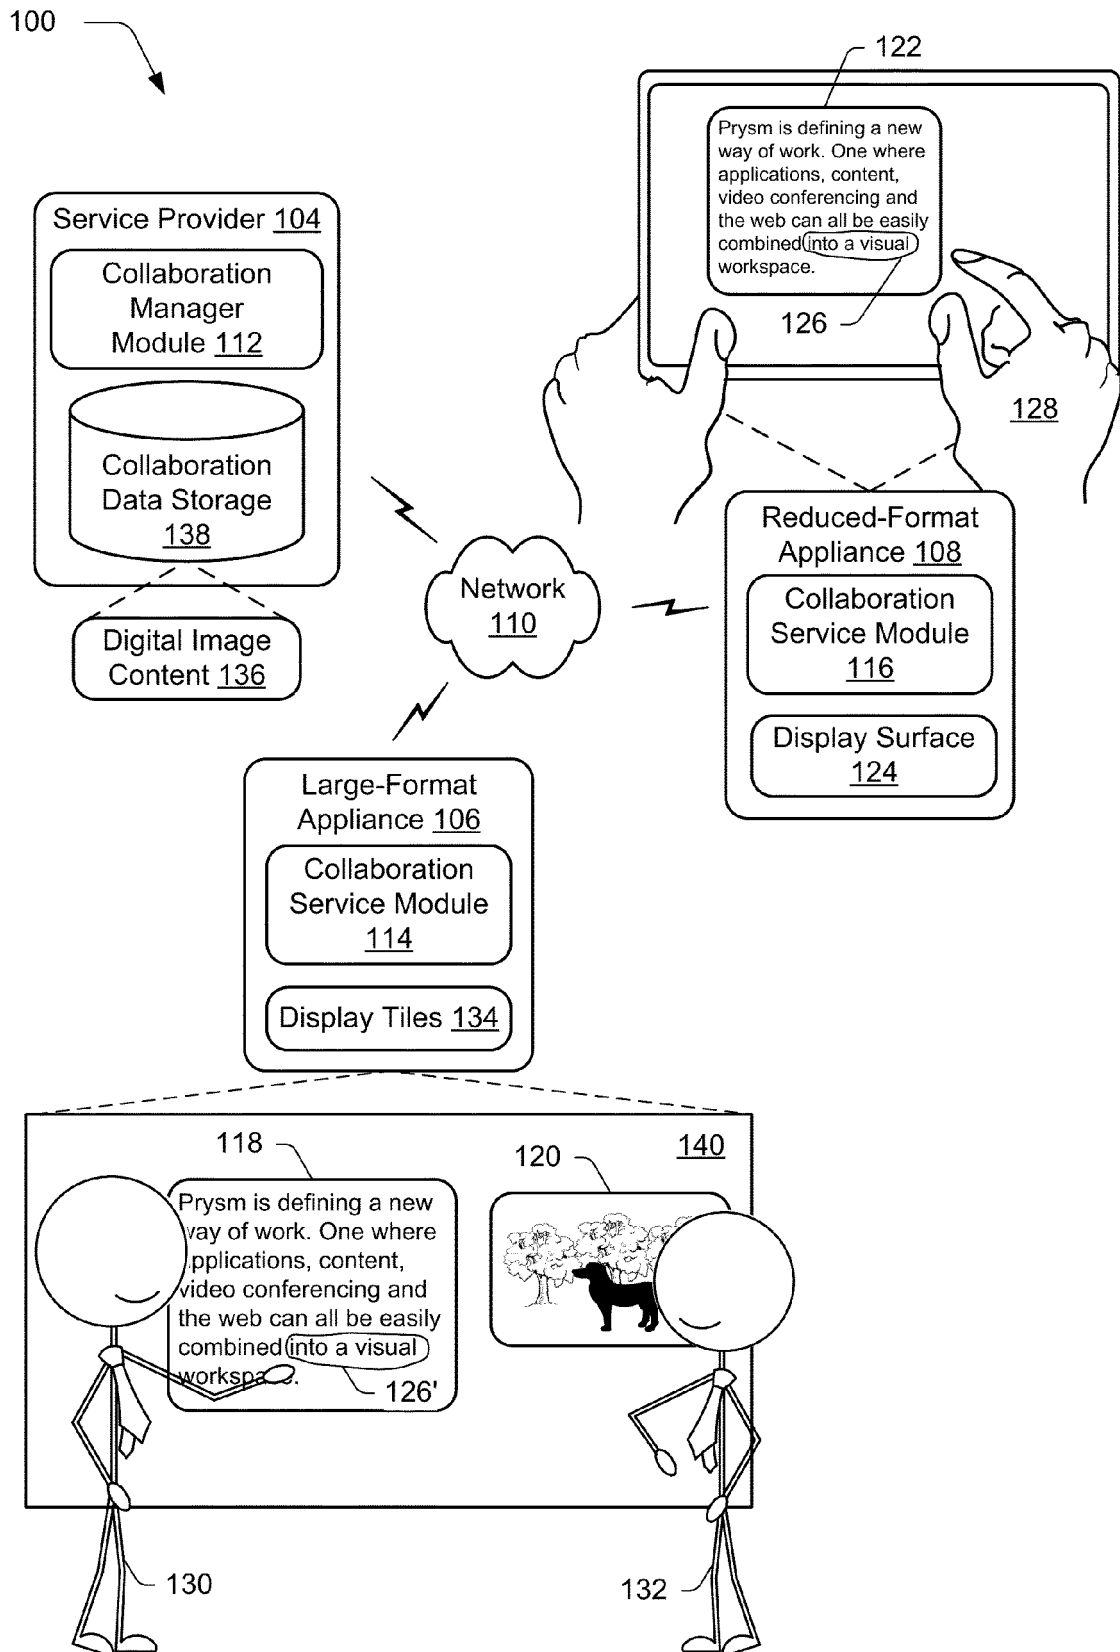 100
122
Prysm is defining a new
way of work. One where
applications, content,
video conferencing and
the web can all be easily
combined into a visual
workspace.
126
128
Service Provider 104
Collaboration
Manager
Module 112
Collaboration
Data Storage
138
Digital Image
Content 136
Network
110
Reduced-Format
Appliance 108
Collaboration
Service Module
116
Display Surface
124
Large-Format
Appliance 106
Collaboration
Service Module
114
Display Tiles 134
118
120
140
Prysm is defining a new
way of work. One where
applications, content,
video conferencing and
the web can all be easily
combined into a visual
workspace.
126'
130
132